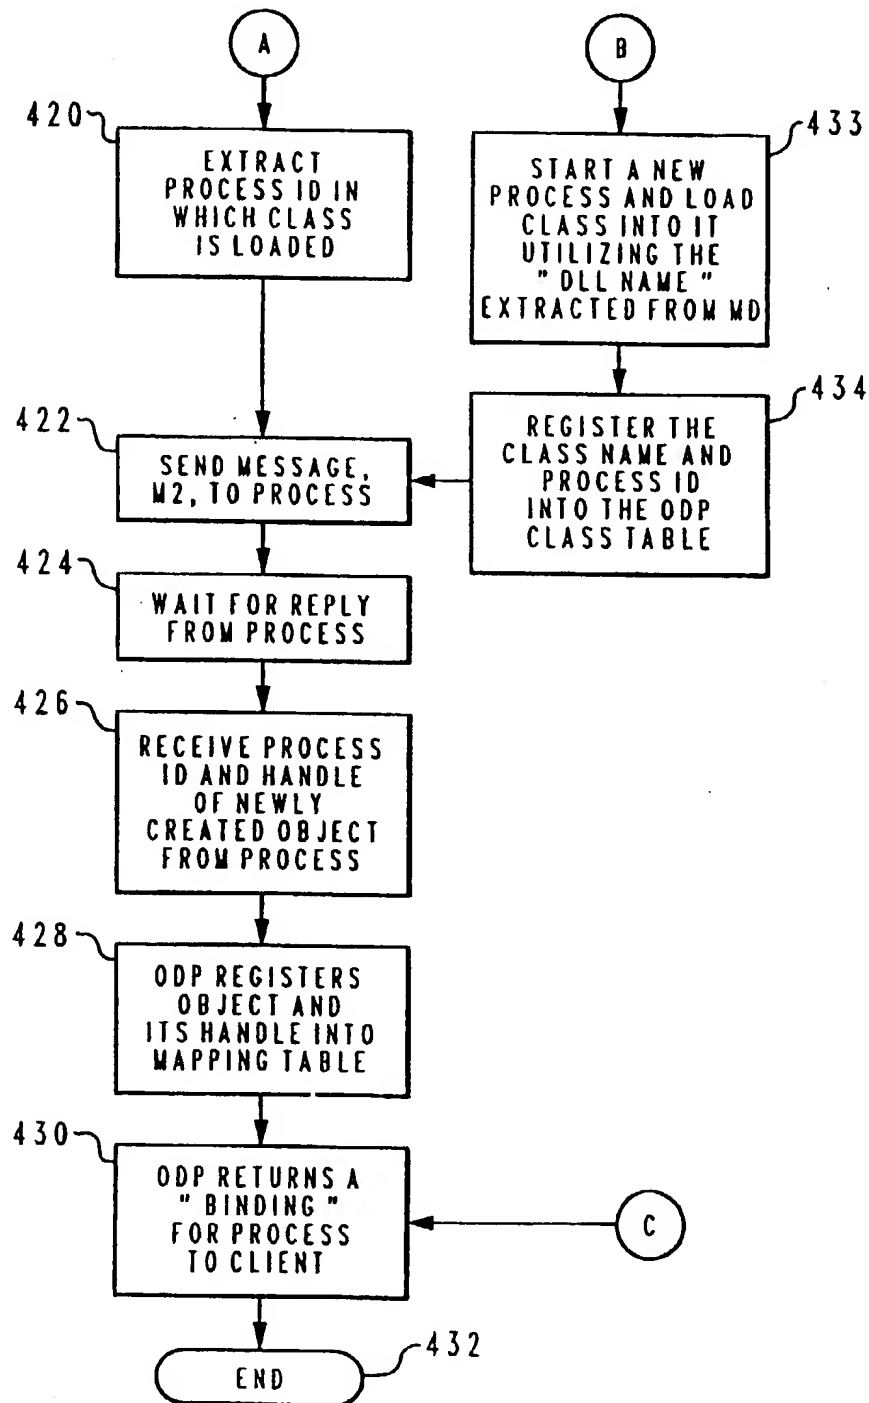 A
B
420
EXTRACT
PROCESS ID IN
WHICH CLASS
IS LOADED
433
START A NEW
PROCESS AND LOAD
CLASS INTO IT
UTILIZING THE
" DLL NAME "
EXTRACTED FROM MD
422
SEND MESSAGE,
M2, TO PROCESS
434
REGISTER THE
CLASS NAME AND
PROCESS ID
INTO THE ODP
CLASS TABLE
424
WAIT FOR REPLY
FROM PROCESS
426
RECEIVE PROCESS
ID AND HANDLE
OF NEWLY
CREATED OBJECT
FROM PROCESS
428
ODP REGISTERS
OBJECT AND
ITS HANDLE INTO
MAPPING TABLE
430
ODP RETURNS A
" BINDING "
FOR PROCESS
TO CLIENT
C
432
END